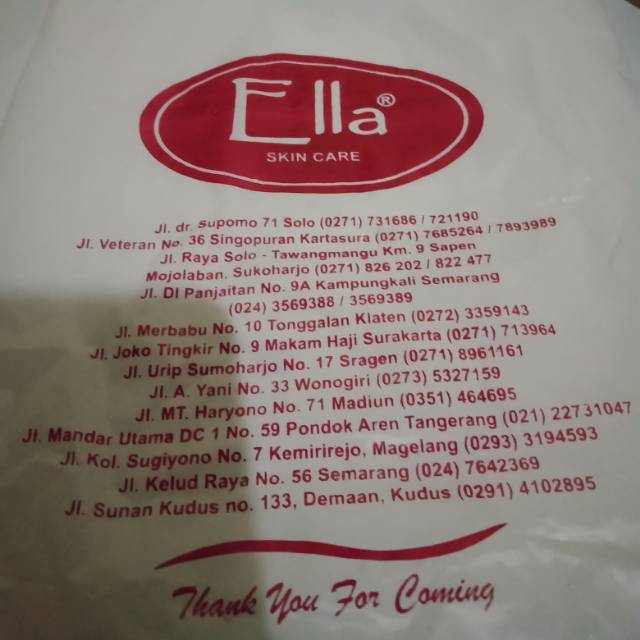 Ella®
SKIN CARE
Jl. dr. Supomo 71 Solo (0271) 731686 / 721190
Jl. Veteran No. 36 Singopuran Kartasura (0271) 7685264 / 7893989
Jl. Raya Solo - Tawangmangu Km. 9 Sapen
Mojolaban, Sukoharjo (0271) 826 202 / 822 477
Jl. DI Panjaitan No. 9A Kampungkali Semarang
(024) 3569388 / 3569389
Jl. Merbabu No. 10 Tonggalan Klaten (0272) 3359143
Jl. Joko Tingkir No. 9 Makam Haji Surakarta (0271) 713964
Jl. Urip Sumoharjo No. 17 Sragen (0271) 8961161
Jl. A. Yani No. 33 Wonogiri (0273) 5327159
Jl. MT. Haryono No. 71 Madiun (0351) 464695
Jl. Mandar Utama DC 1 No. 59 Pondok Aren Tangerang (021) 22731047
Jl. Kol. Sugiyono No. 7 Kemirirejo, Magelang (0293) 3194593
Jl. Kelud Raya No. 56 Semarang (024) 7642369
Jl. Sunan Kudus no. 133, Demaan, Kudus (0291) 4102895
Thank You For Coming